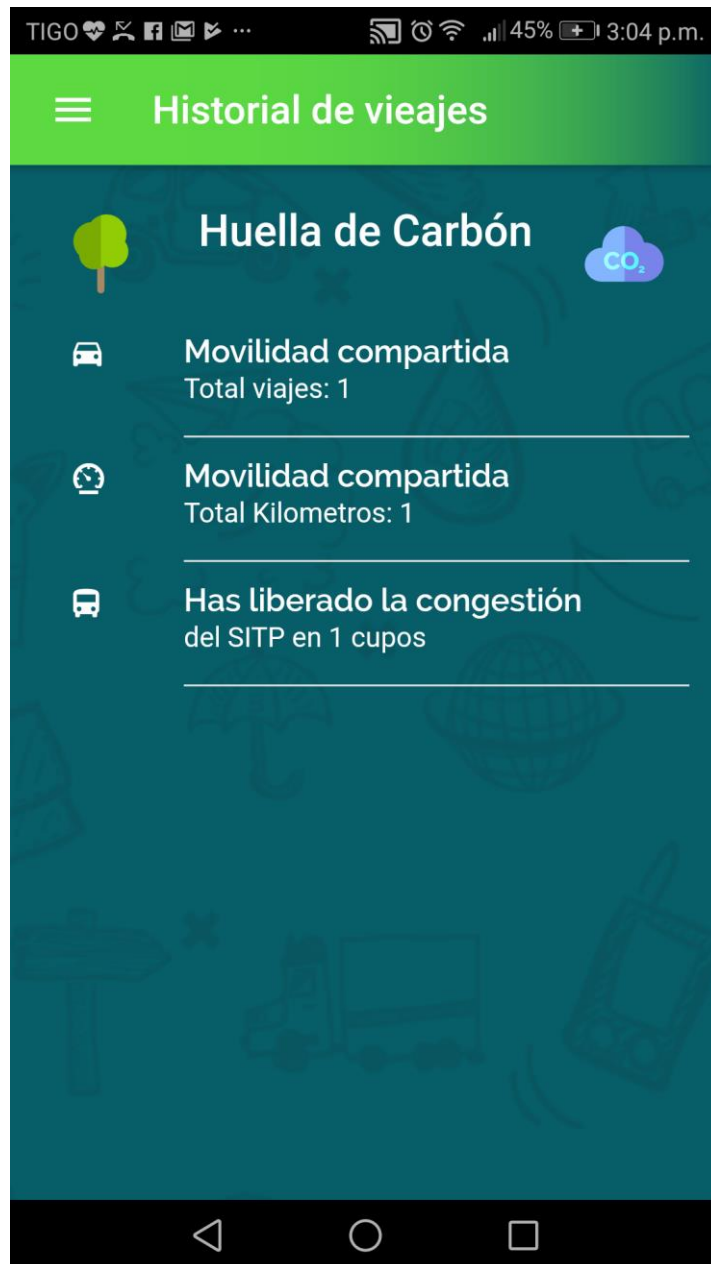 TIGO ... 45% 3:04 p.m.
Historial de vieajes
Huella de Carbón
CO₂
Movilidad compartida
Total viajes: 1
Movilidad compartida
Total Kilometros: 1
Has liberado la congestión
del SITP en 1 cupos